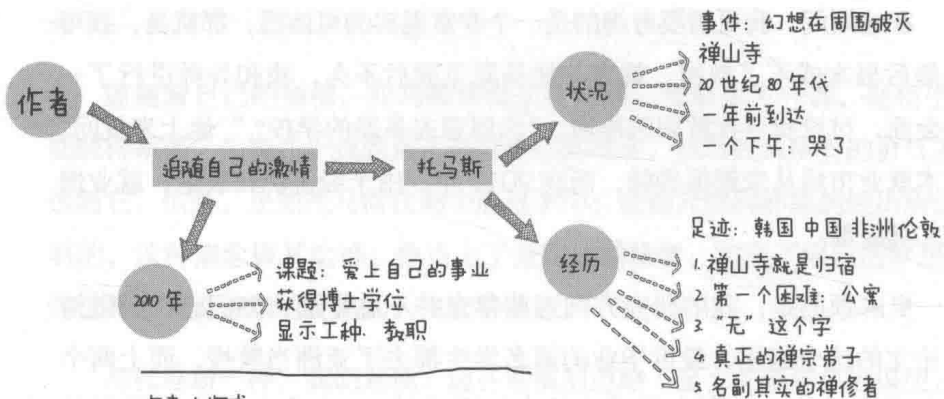 作者
追随自己的激情
托马斯
状况
事件：幻想在周围破灭
禅山寺
20世纪80年代
一年前到达
一个下午：哭了
经历
足迹：韩国 中国 非洲 伦敦
1. 禅山寺就是归宿
2. 第一个困难：公案
3. “无”这个字
4. 真正的禅宗弟子
5. 名副其实的禅修者
2010年
课题：爱上自己的事业
获得博士学位
显示工种：教职